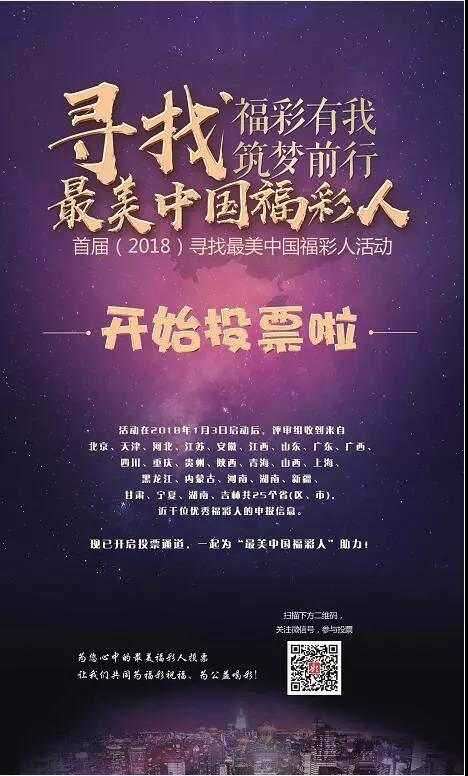 寻找
福彩有我
筑梦前行
最美中国福彩人
首届（2018）寻找最美中国福彩人活动
开始投票啦
活动在2018年1月3日启动后，评审组收到来自
北京、天津、河北、江苏、安徽、江西、山东、广东、广西、
四川、重庆、贵州、陕西、青海、山西、上海、
黑龙江、内蒙古、河南、湖南、新疆、
甘肃、宁夏、湖南、吉林共25个省(区、市)，
近千位优秀福彩人的申报信息。
现已开启投票通道，一起为“最美中国福彩人”助力！
扫描下方二维码，
关注微信号，参与投票
为您心中的最美福彩人投票
让我们共同为福彩祝福、为公益喝彩！